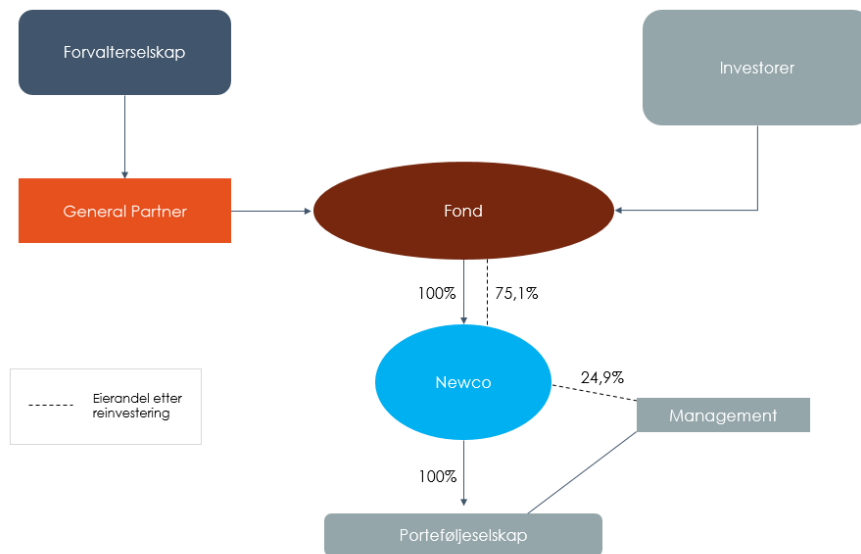 Forvalterselskap
Investorer
General Partner
Fond
100%
75,1%
Newco
24,9%
Eierandel etter
reinvestering
Management
100%
Porteføljeselskap